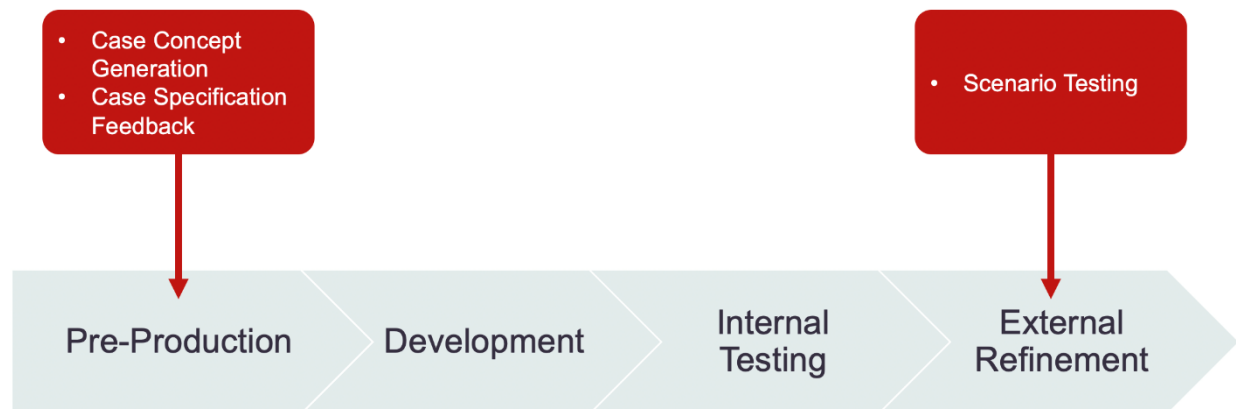 • Case Concept
Generation
• Case Specification
Feedback
• Scenario Testing
Pre-Production
Development
Internal
Testing
External
Refinement